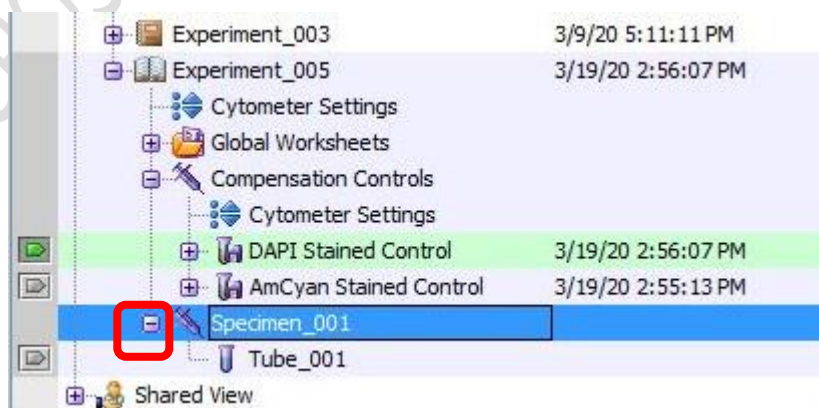 Experiment_003 3/9/20 5:11:11 PM
Experiment_005 3/19/20 2:56:07 PM
Cytometer Settings
Global Worksheets
Compensation Controls
Cytometer Settings
DAPI Stained Control 3/19/20 2:56:07 PM
AmCyan Stained Control 3/19/20 2:55:13 PM
Specimen_001
Tube_001
Shared View